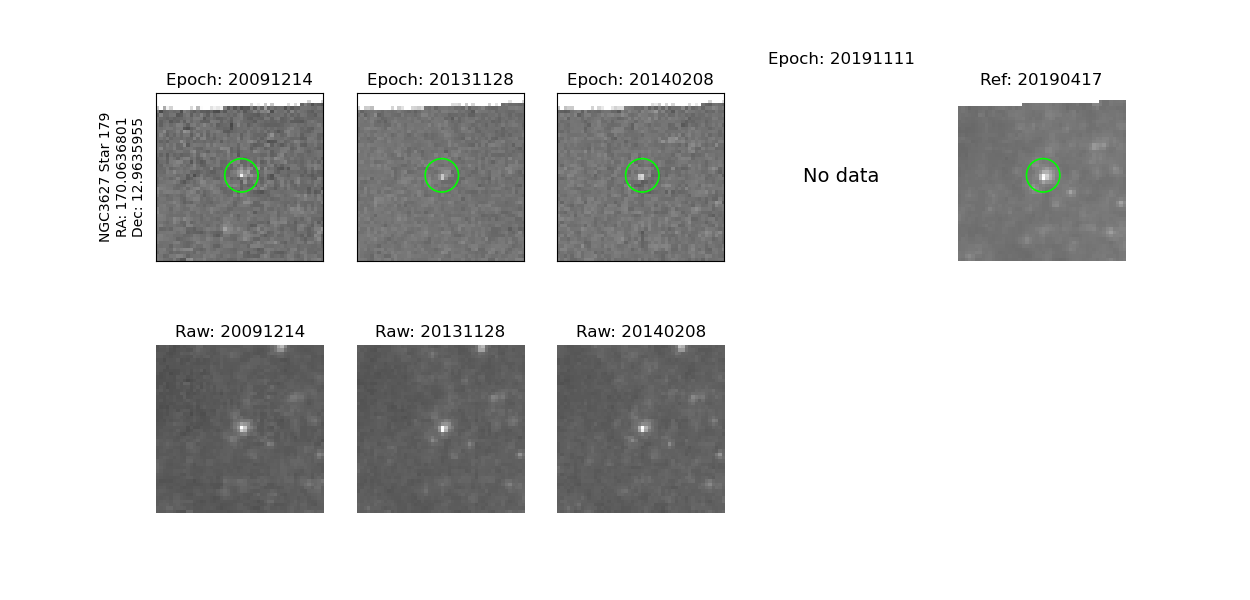 Epoch: 20091214
Epoch: 20131128
Epoch: 20140208
Epoch: 20191111
Ref: 20190417
NGC3627 Star 179
RA: 170.0636801
Dec: 12.9635955
No data
Raw: 20091214
Raw: 20131128
Raw: 20140208